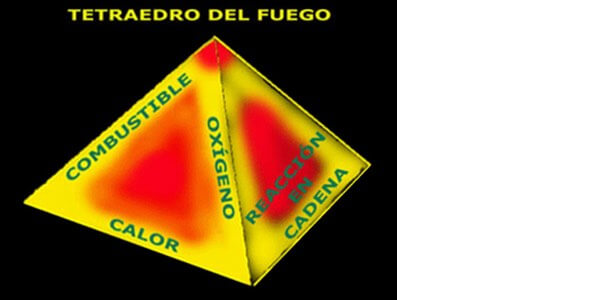 TETRAEDRO DEL FUEGO
COMBUSTIBLE
OXÍGENO
CALOR
REACCIÓN
EN
CADENA